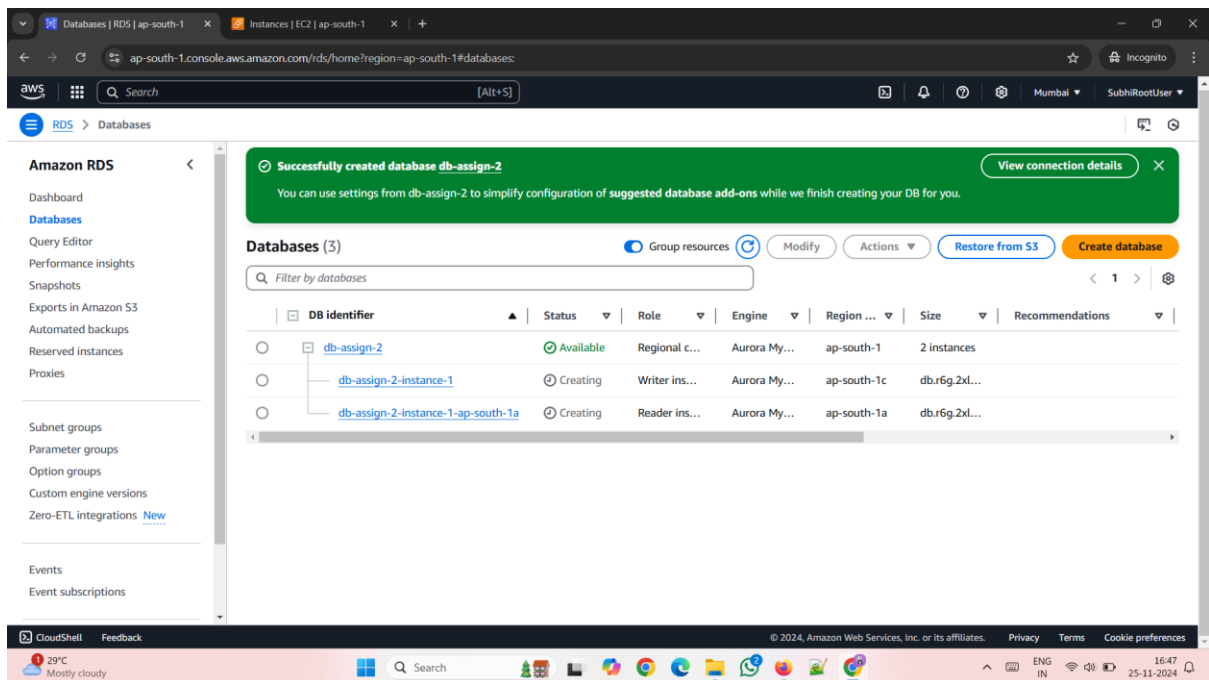 Databases | RDS | ap-south-1
Instances | EC2 | ap-south-1
ap-south-1.console.aws.amazon.com/rds/home?region=ap-south-1#databases:
Incognito
aws
Search
[Alt+S]
Mumbai
SubhiRootUser
RDS > Databases
Amazon RDS
Dashboard
Databases
Query Editor
Performance insights
Snapshots
Exports in Amazon S3
Automated backups
Reserved instances
Proxies
Subnet groups
Parameter groups
Option groups
Custom engine versions
Zero-ETL integrations New
Events
Event subscriptions
Successfully created database db-assign-2
View connection details
You can use settings from db-assign-2 to simplify configuration of suggested database add-ons while we finish creating your DB for you.
Databases (3)
Group resources
Modify
Actions
Restore from S3
Create database
Filter by databases
1
DB identifier Status Role Engine Region ... Size Recommendations
db-assign-2 Available Regional c... Aurora My... ap-south-1 2 instances
db-assign-2-instance-1 Creating Writer ins... Aurora My... ap-south-1c db.r6g.2xl...
db-assign-2-instance-1-ap-south-1a Creating Reader ins... Aurora My... ap-south-1a db.r6g.2xl...
CloudShell Feedback
© 2024, Amazon Web Services, Inc. or its affiliates. Privacy Terms Cookie preferences
1
29°C
Mostly cloudy
Search
ENG
IN
16:47
25-11-2024